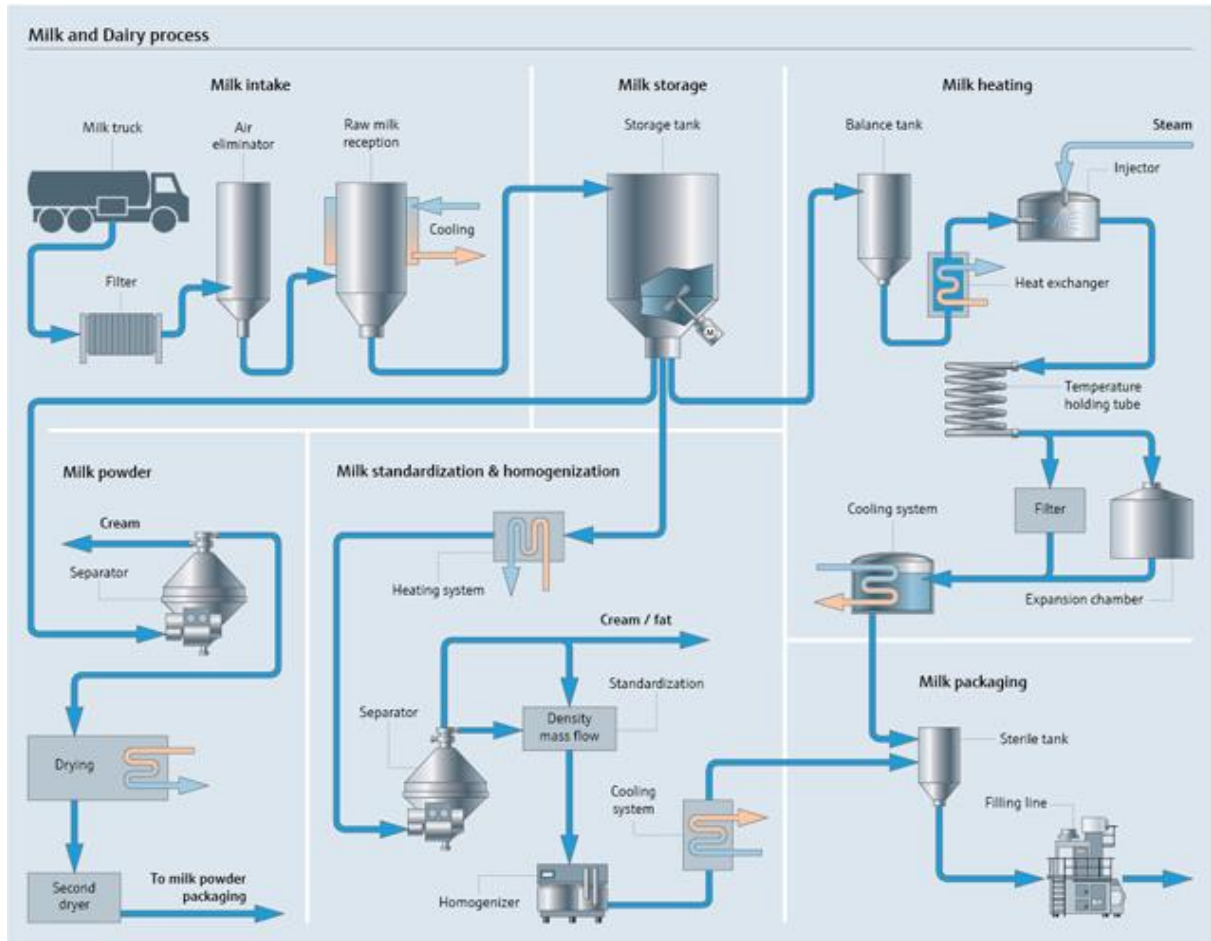 Milk and Dairy process
Milk intake
Milk storage
Milk heating
Milk truck
Air
eliminator
Raw milk
reception
Storage tank
Balance tank
Steam
Injector
Cooling
Filter
Heat exchanger
M
Temperature
holding tube
Milk powder
Milk standardization & homogenization
Cream
Separator
Heating system
Cooling system
Filter
Expansion chamber
Cream / fat
Standardization
Separator
Density
mass flow
Milk packaging
Sterile tank
Drying
Cooling
system
Filling line
Second
dryer
To milk powder
packaging
Homogenizer